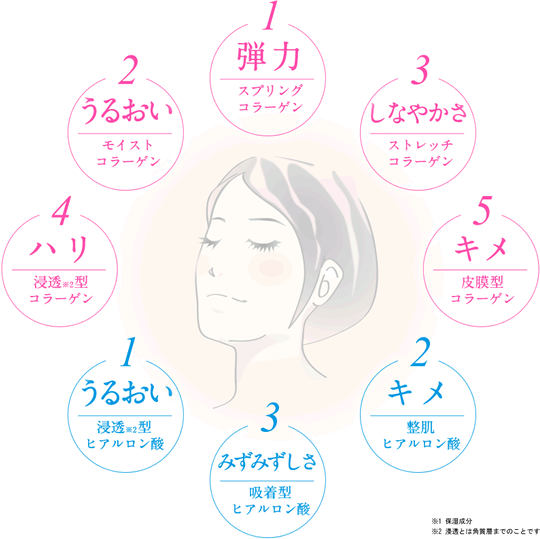 1
弾力
スプリング
コラーゲン
2
うるおい
モイスト
コラーゲン
3
しなやかさ
ストレッチ
コラーゲン
4
ハリ
浸透※2型
コラーゲン
5
キメ
皮膜型
コラーゲン
1
うるおい
浸透※2型
ヒアルロン酸
2
キメ
整肌
ヒアルロン酸
3
みずみずしさ
吸着型
ヒアルロン酸
※1 保湿成分
※2 浸透とは角質層までのことです